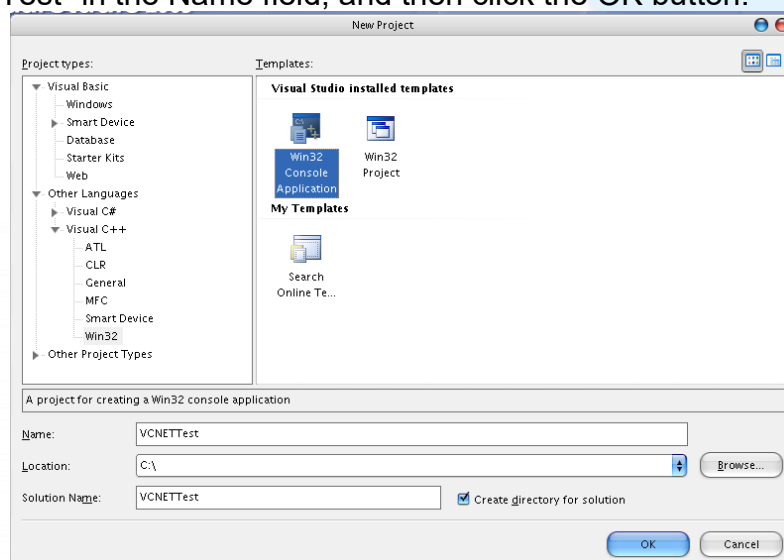 Test" in the Name field, and then click the OK button.
New Project
Project types:
Templates:
Visual Basic
Windows
Smart Device
Database
Starter Kits
Web
Other Languages
Visual C#
Visual C++
ATL
CLR
General
MFC
Smart Device
Win32
Other Project Types
Visual Studio installed templates
Win32
Console
Application
Win32
Project
My Templates
Search
Online Te...
A project for creating a Win32 console application
Name:
VCNETTest
Location:
C:\
Browse...
Solution Name:
VCNETTest
Create directory for solution
OK
Cancel